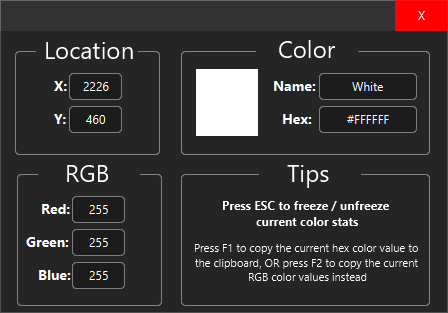 X
Location
X: 2226
Y: 460
Color
Name: White
Hex: #FFFFFF
RGB
Red: 255
Green: 255
Blue: 255
Tips
Press ESC to freeze / unfreeze
current color stats
Press F1 to copy the current hex color value to
the clipboard, OR press F2 to copy the current
RGB color values instead